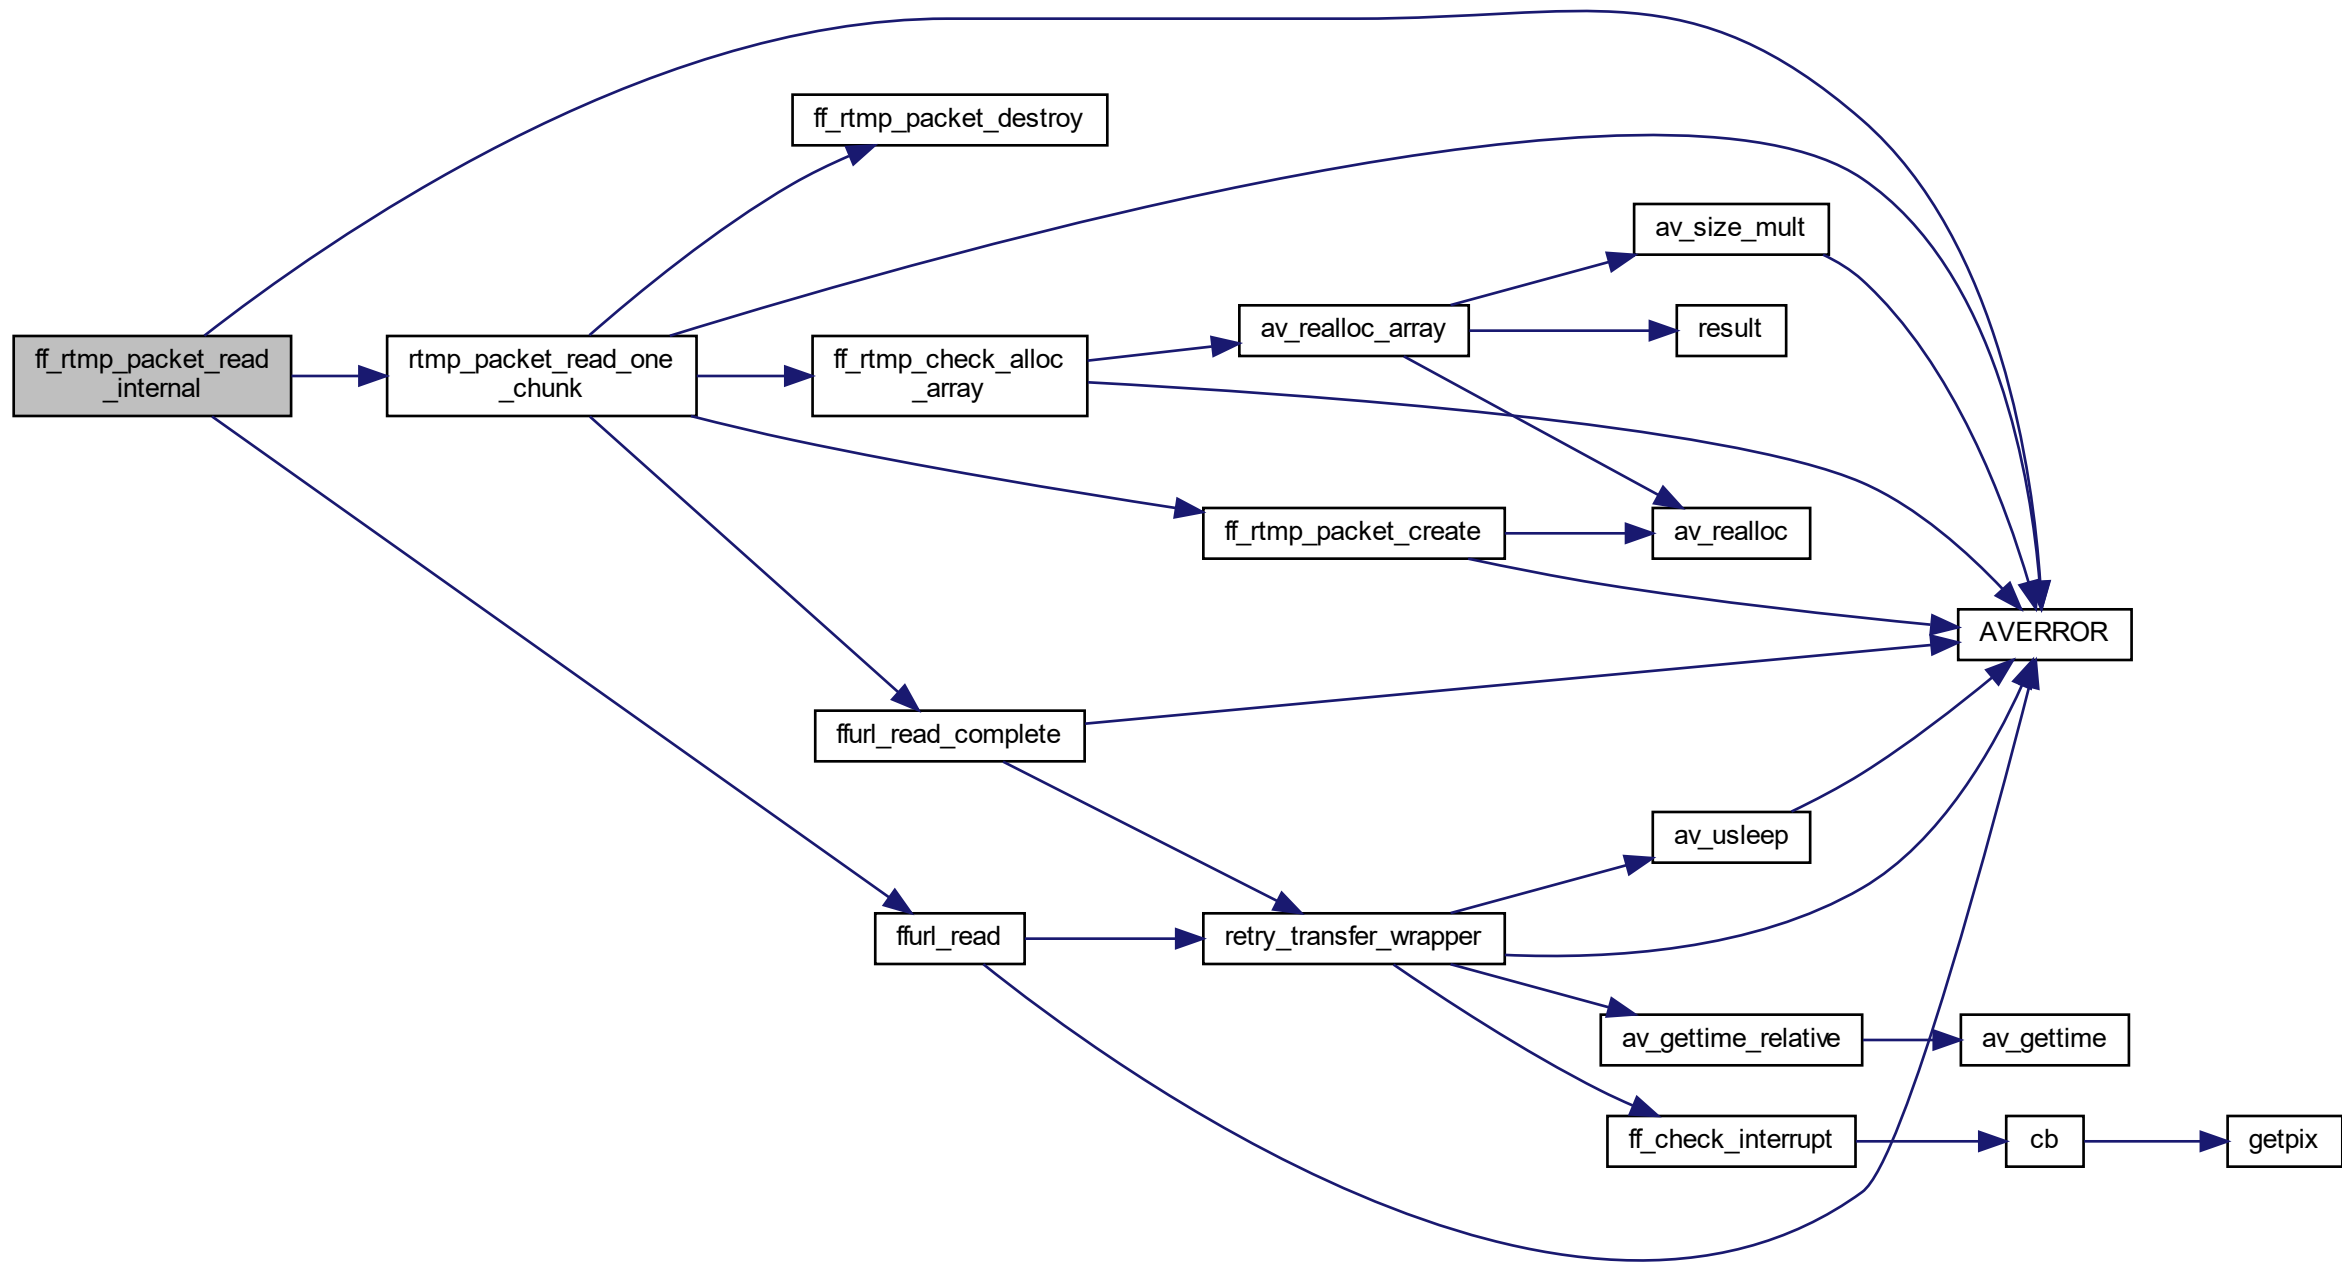 ff_rtmp_packet_read
_internal
rtmp_packet_read_one
_chunk
ff_rtmp_packet_destroy
ff_rtmp_check_alloc
_array
av_realloc_array
av_size_mult
result
av_realloc
ff_rtmp_packet_create
AVERROR
ffurl_read_complete
ffurl_read
retry_transfer_wrapper
av_usleep
av_gettime_relative
av_gettime
ff_check_interrupt
cb
getpix